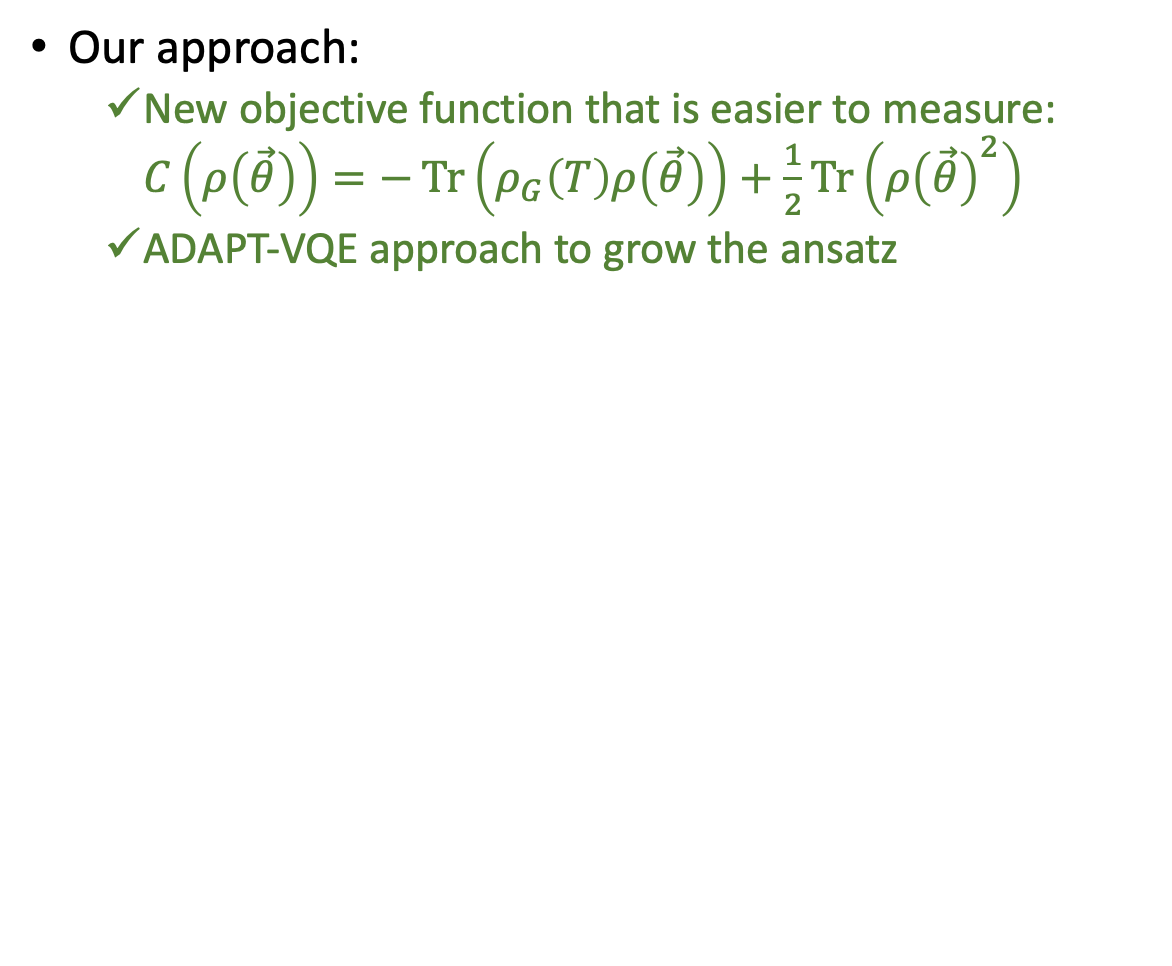 • Our approach:
✓New objective function that is easier to measure:
C(ρ(θ⃗)) = − Tr(ρ_G(T)ρ(θ⃗)) + 1/2 Tr(ρ(θ⃗)²)
✓ADAPT-VQE approach to grow the ansatz